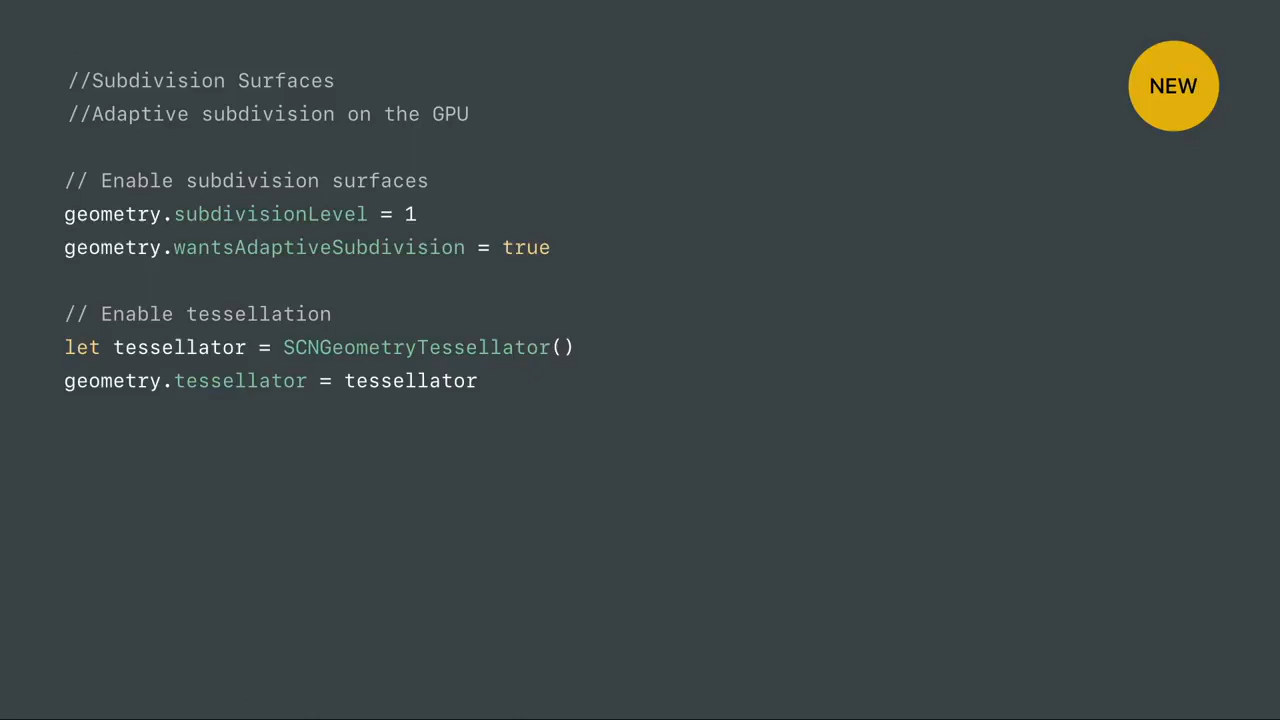 //Subdivision Surfaces
//Adaptive subdivision on the GPU
NEW
// Enable subdivision surfaces
geometry.subdivisionLevel = 1
geometry.wantsAdaptiveSubdivision = true
// Enable tessellation
let tessellator = SCNGeometryTessellator()
geometry.tessellator = tessellator